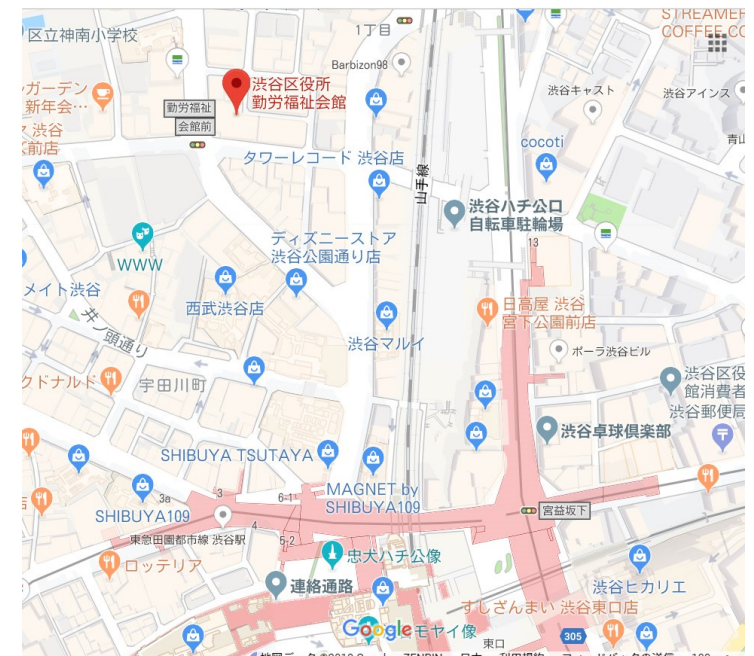 STREAMER
COFFEE CO
区立神南小学校
1丁目
Barbizon98
渋谷区役所
勤労福祉会館
ガーデン
新年会…
勤労福祉
会館前
渋谷キャスト
渋谷アインス
渋谷
前店
タワーレコード 渋谷店
cocoti
青山
山手線
渋谷ハチ公口
自転車駐輪場
13
ディズニーストア
渋谷公園通り店
WWW
メイト渋谷
西武渋谷店
日高屋 渋谷
宮下公園前店
井ノ頭通り
渋谷マルイ
ポーラ渋谷ビル
クドナルド
宇田川町
渋谷区役
館消費者
渋谷郵便局
渋谷卓球倶楽部
SHIBUYA TSUTAYA
MAGNET by
SHIBUYA109
3a
3
6-1
SHIBUYA109
4
宮益坂下
東急田園都市線 渋谷駅
5-2
忠犬ハチ公像
ロッテリア
連絡通路
渋谷ヒカリエ
すしざんまい 渋谷東口店
Google
モヤイ像
305
東口